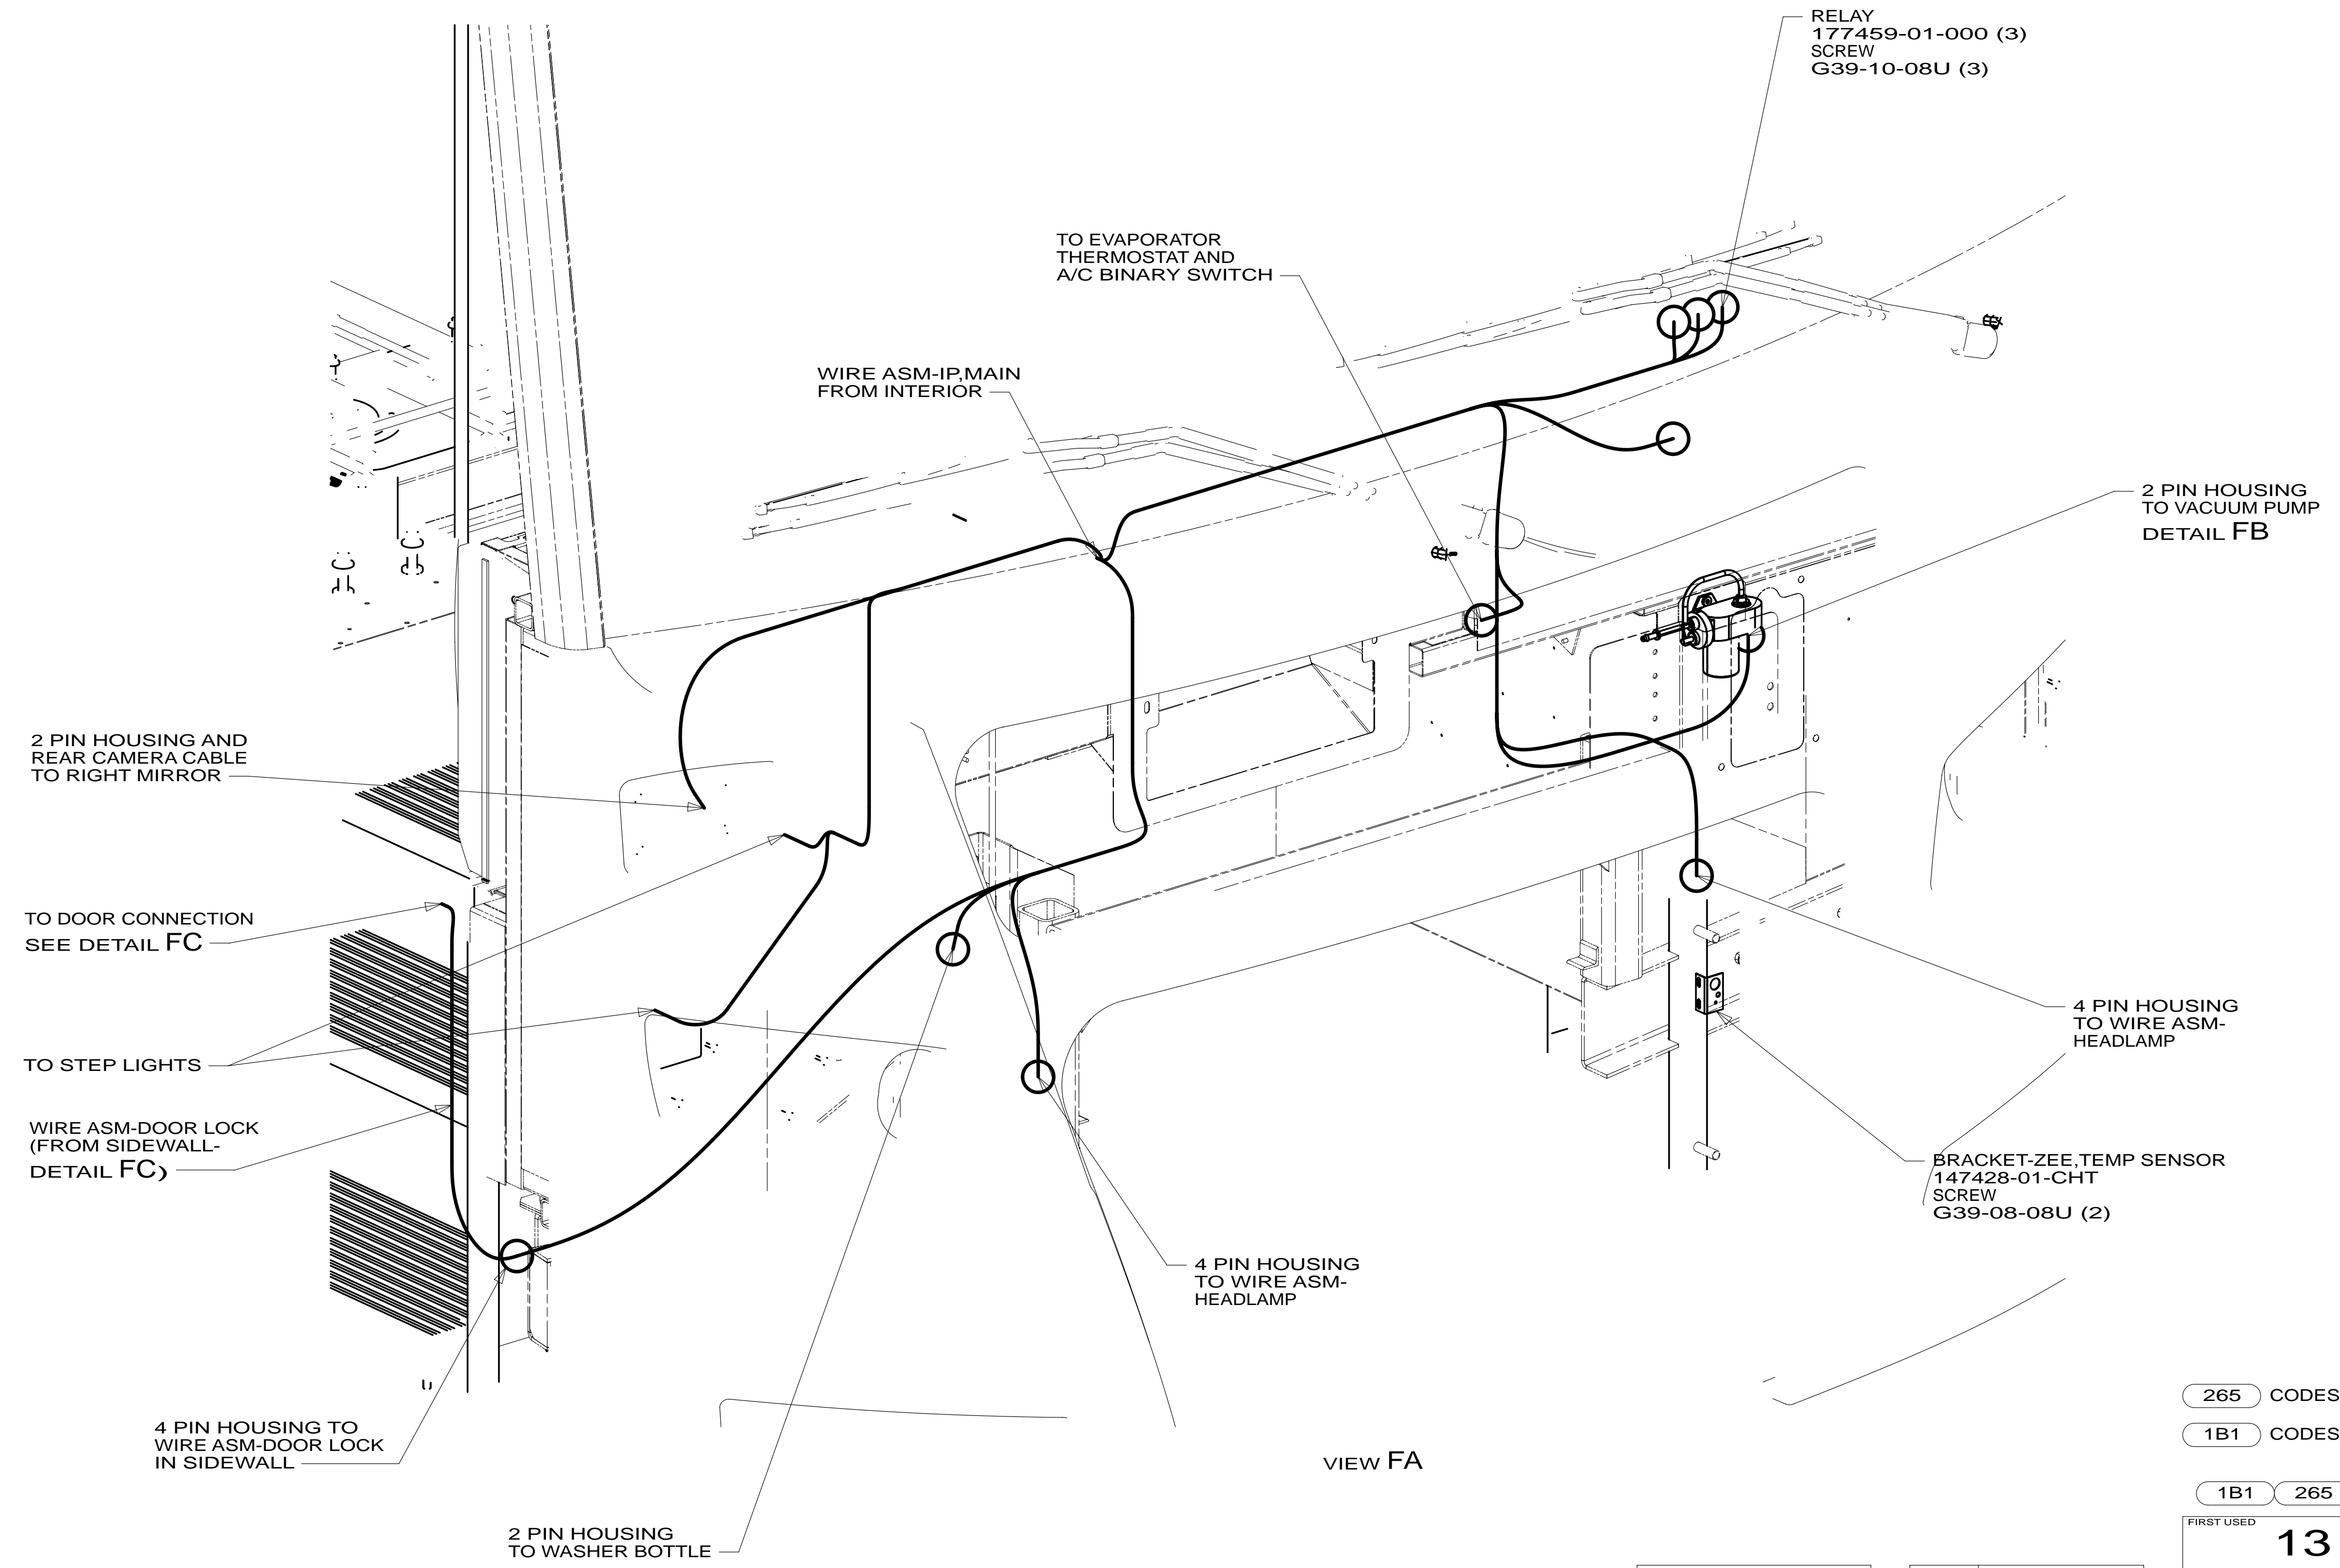 RELAY
177459-01-000 (3)
SCREW
G39-10-08U (3)
TO EVAPORATOR
THERMOSTAT AND
A/C BINARY SWITCH
WIRE ASM-IP,MAIN
FROM INTERIOR
2 PIN HOUSING
TO VACUUM PUMP
DETAIL FB
2 PIN HOUSING AND
REAR CAMERA CABLE
TO RIGHT MIRROR
TO DOOR CONNECTION
SEE DETAIL FC
TO STEP LIGHTS
WIRE ASM-DOOR LOCK
(FROM SIDEWALL-
DETAIL FC)
4 PIN HOUSING
TO WIRE ASM-
HEADLAMP
BRACKET-ZEE,TEMP SENSOR
147428-01-CHT
SCREW
G39-08-08U (2)
4 PIN HOUSING
TO WIRE ASM-
HEADLAMP
4 PIN HOUSING TO
WIRE ASM-DOOR LOCK
IN SIDEWALL
2 PIN HOUSING
TO WASHER BOTTLE
VIEW FA
265 CODES
1B1 CODES
1B1 265
FIRST USED
13